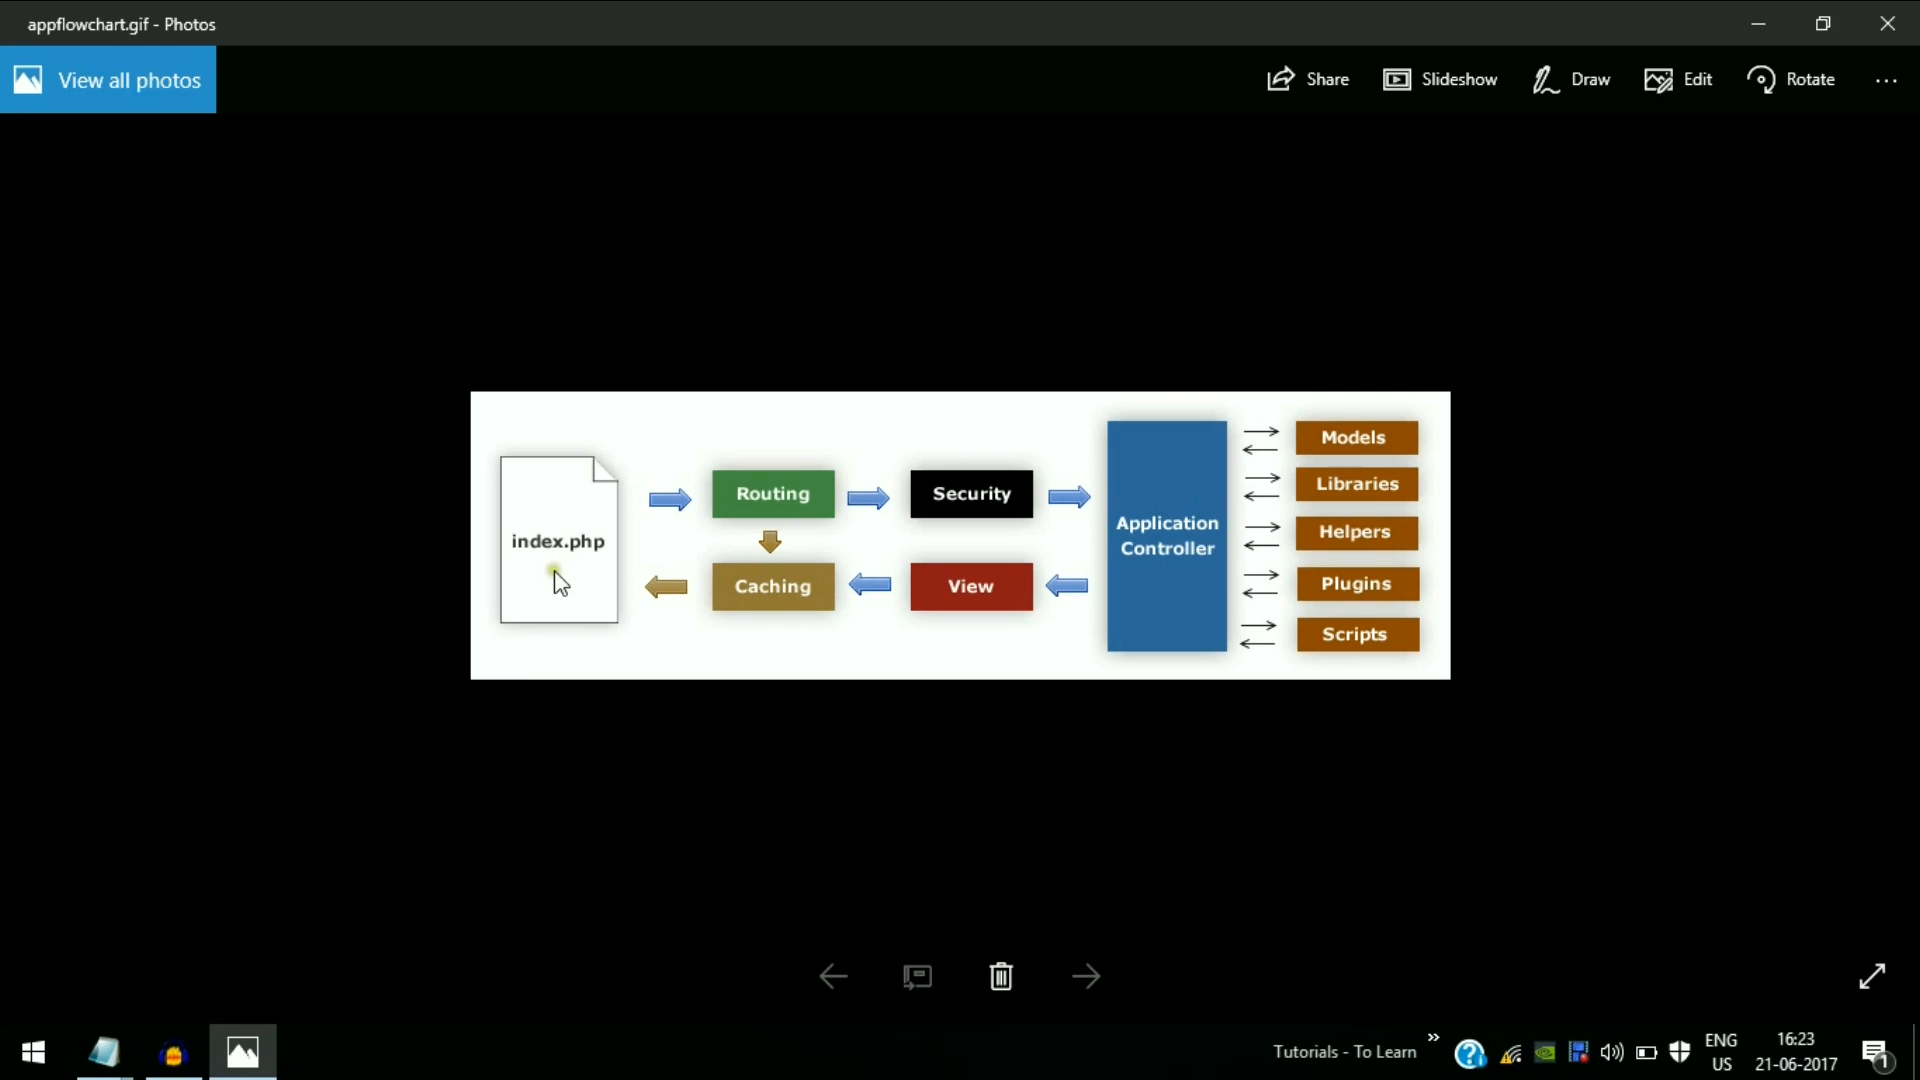 appflowchart.gif - Photos
View all photos
Share
Slideshow
Draw
Edit
Rotate
index.php
Routing
Security
Caching
View
Application
Controller
Models
Libraries
Helpers
Plugins
Scripts
Tutorials - To Learn
ENG
US
16:23
21-06-2017
1